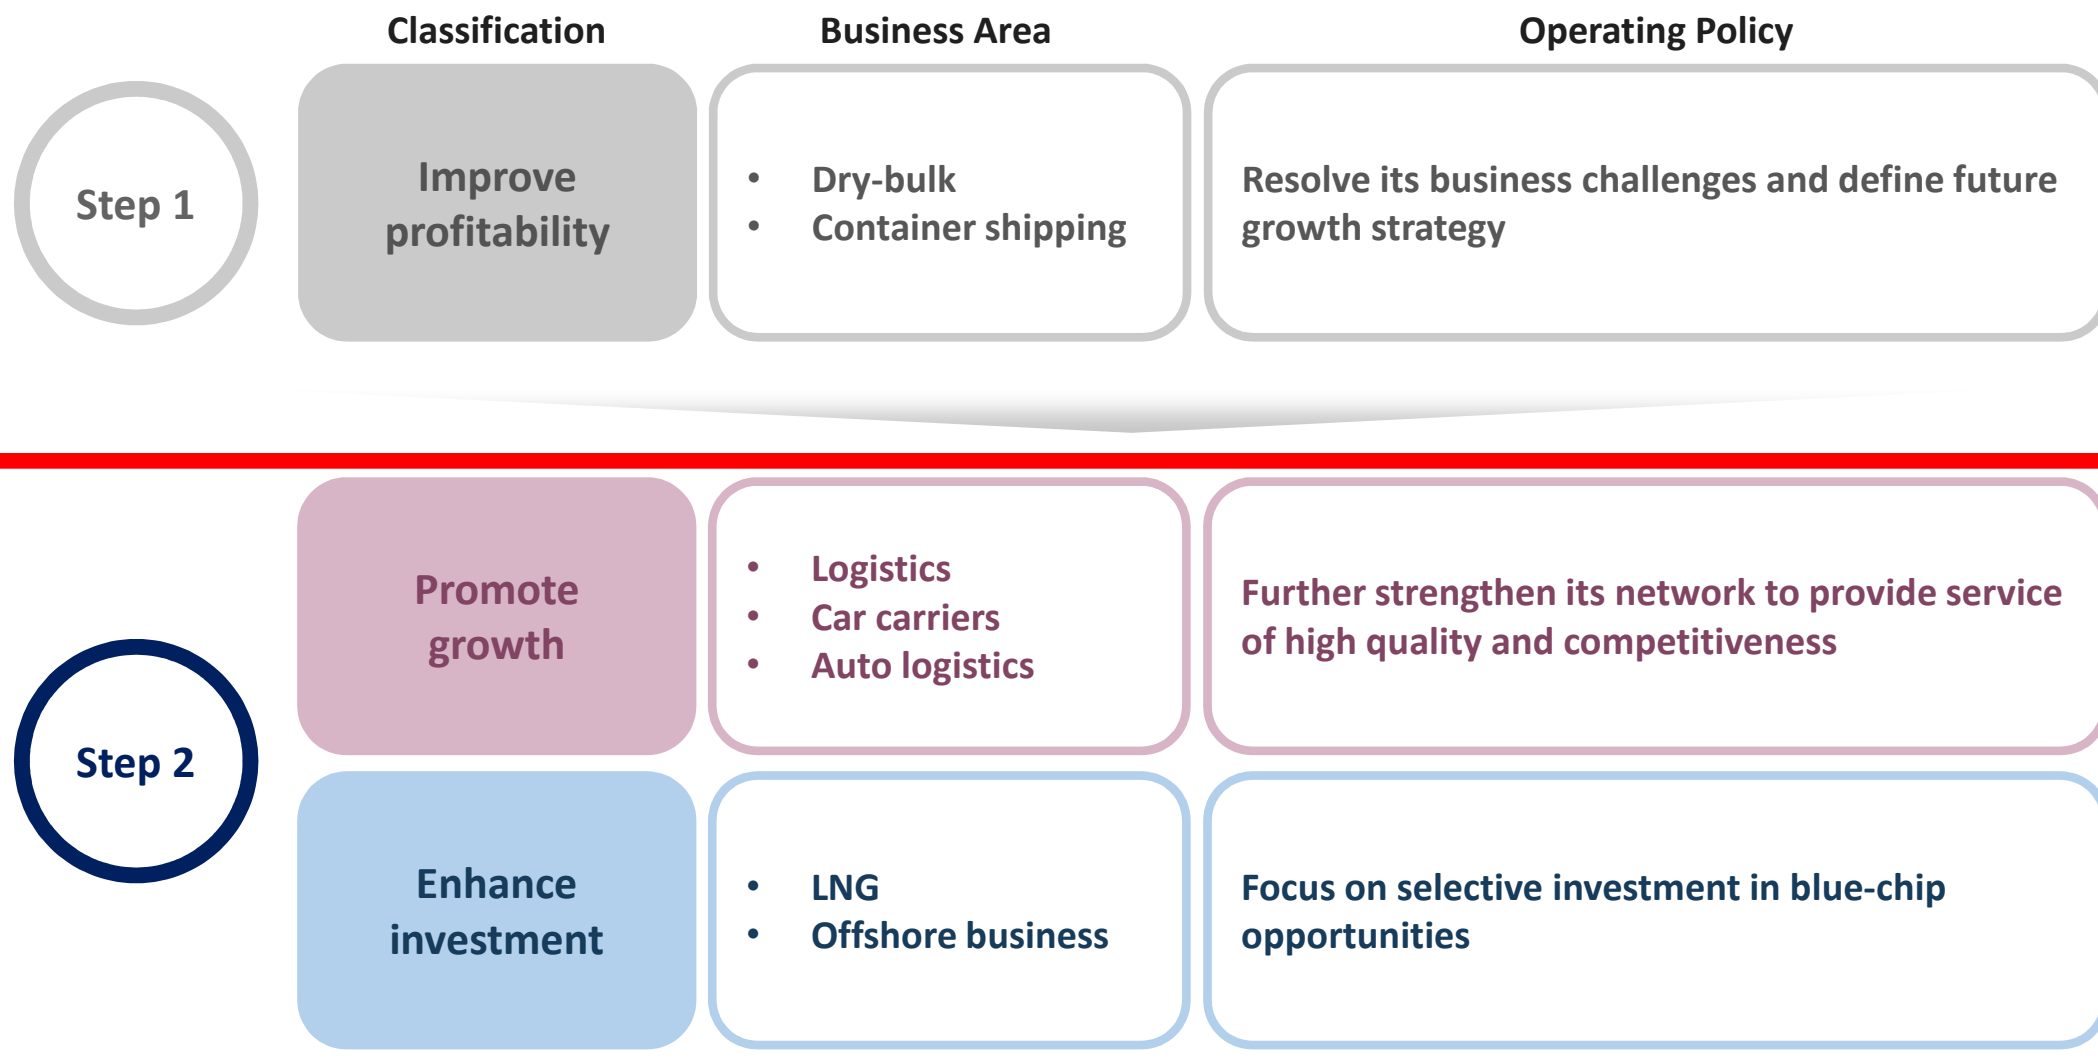 Classification
Business Area
Operating Policy
Step 1
Improve
profitability
• Dry-bulk
• Container shipping
Resolve its business challenges and define future
growth strategy
Step 2
Promote
growth
• Logistics
• Car carriers
• Auto logistics
Further strengthen its network to provide service
of high quality and competitiveness
Enhance
investment
• LNG
• Offshore business
Focus on selective investment in blue-chip
opportunities